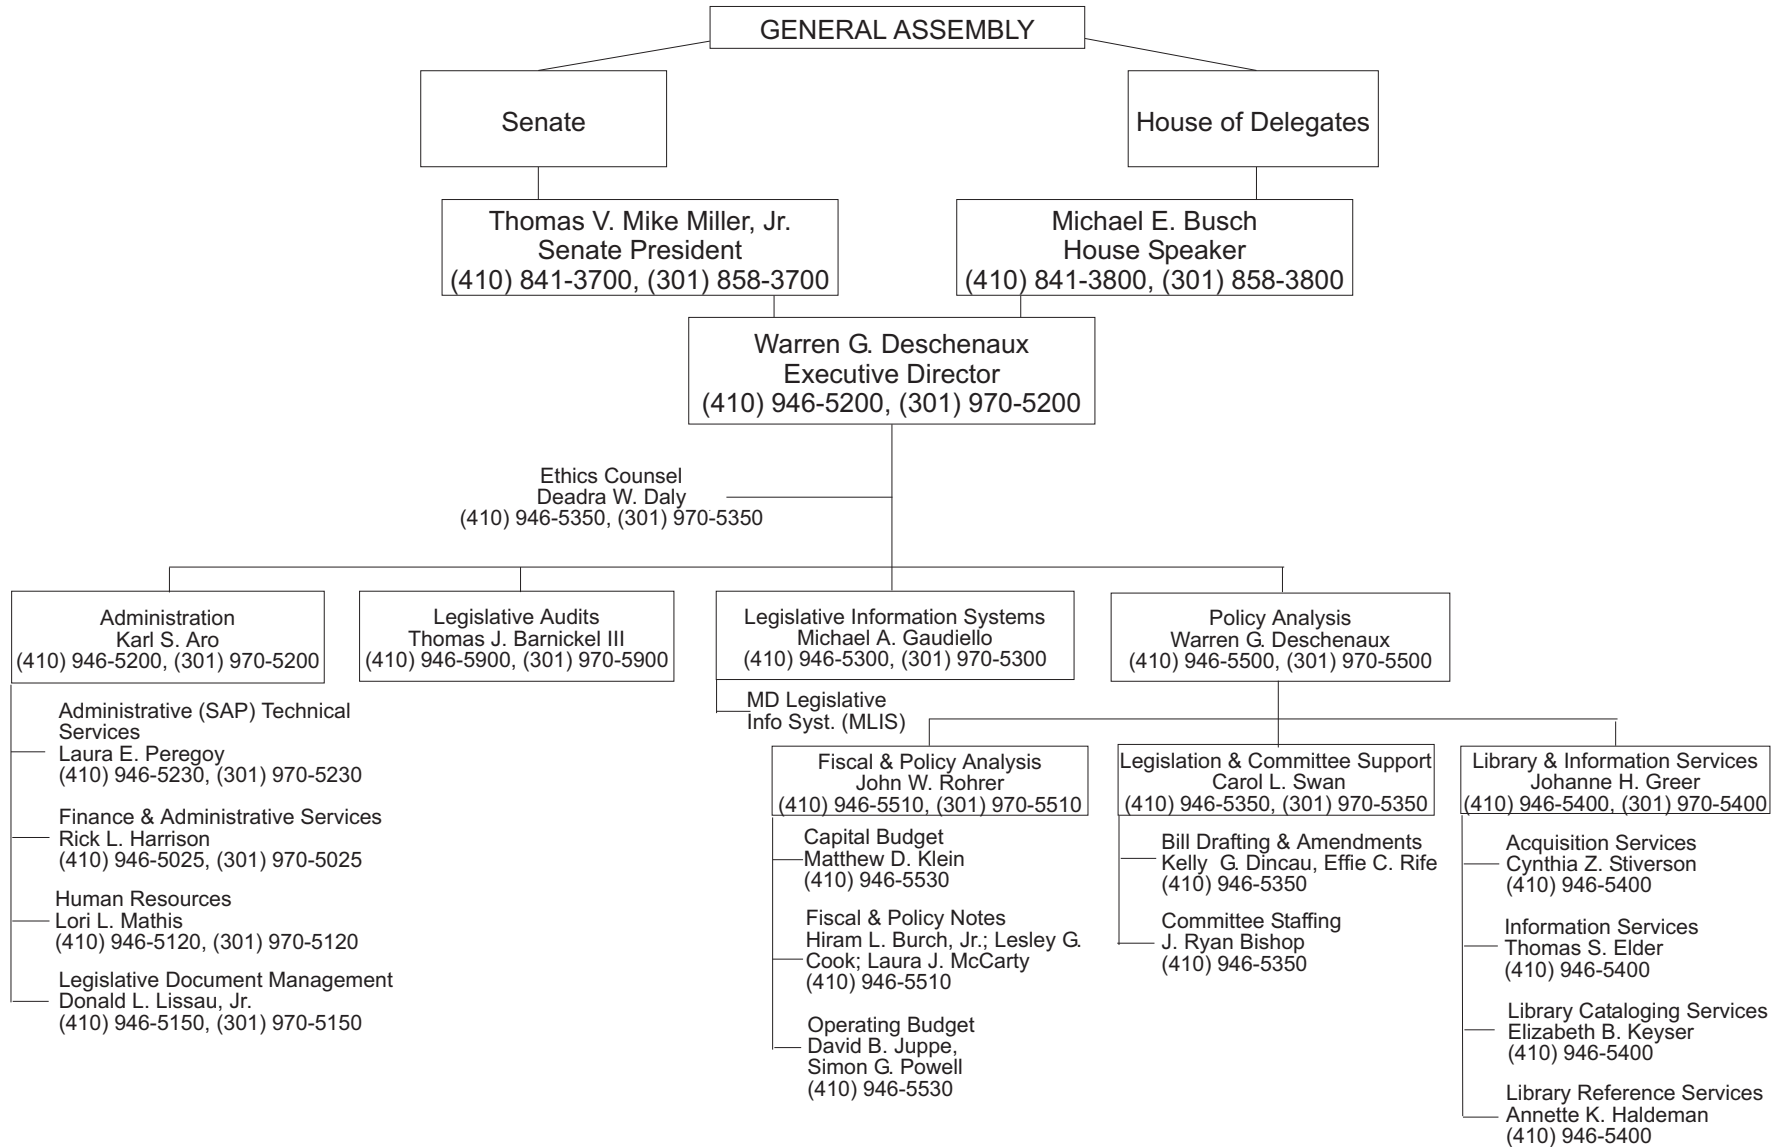 GENERAL ASSEMBLY
Senate
House of Delegates
Thomas V. Mike Miller, Jr.
Senate President
(410) 841-3700, (301) 858-3700
Michael E. Busch
House Speaker
(410) 841-3800, (301) 858-3800
Warren G. Deschenaux
Executive Director
(410) 946-5200, (301) 970-5200
Ethics Counsel
Deadra W. Daly
(410) 946-5350, (301) 970-5350
Administration
Karl S. Aro
(410) 946-5200, (301) 970-5200
Administrative (SAP) Technical
Services
Laura E. Peregoy
(410) 946-5230, (301) 970-5230
Finance & Administrative Services
Rick L. Harrison
(410) 946-5025, (301) 970-5025
Human Resources
Lori L. Mathis
(410) 946-5120, (301) 970-5120
Legislative Document Management
Donald L. Lissau, Jr.
(410) 946-5150, (301) 970-5150
Legislative Audits
Thomas J. Barnickel III
(410) 946-5900, (301) 970-5900
Legislative Information Systems
Michael A. Gaudiello
(410) 946-5300, (301) 970-5300
MD Legislative
Info Syst. (MLIS)
Policy Analysis
Warren G. Deschenaux
(410) 946-5500, (301) 970-5500
Fiscal & Policy Analysis
John W. Rohrer
(410) 946-5510, (301) 970-5510
Capital Budget
Matthew D. Klein
(410) 946-5530
Fiscal & Policy Notes
Hiram L. Burch, Jr.; Lesley G.
Cook; Laura J. McCarty
(410) 946-5510
Operating Budget
David B. Juppe,
Simon G. Powell
(410) 946-5530
Legislation & Committee Support
Carol L. Swan
(410) 946-5350, (301) 970-5350
Bill Drafting & Amendments
Kelly G. Dincau, Effie C. Rife
(410) 946-5350
Committee Staffing
J. Ryan Bishop
(410) 946-5350
Library & Information Services
Johanne H. Greer
(410) 946-5400, (301) 970-5400
Acquisition Services
Cynthia Z. Stiverson
(410) 946-5400
Information Services
Thomas S. Elder
(410) 946-5400
Library Cataloging Services
Elizabeth B. Keyser
(410) 946-5400
Library Reference Services
Annette K. Haldeman
(410) 946-5400